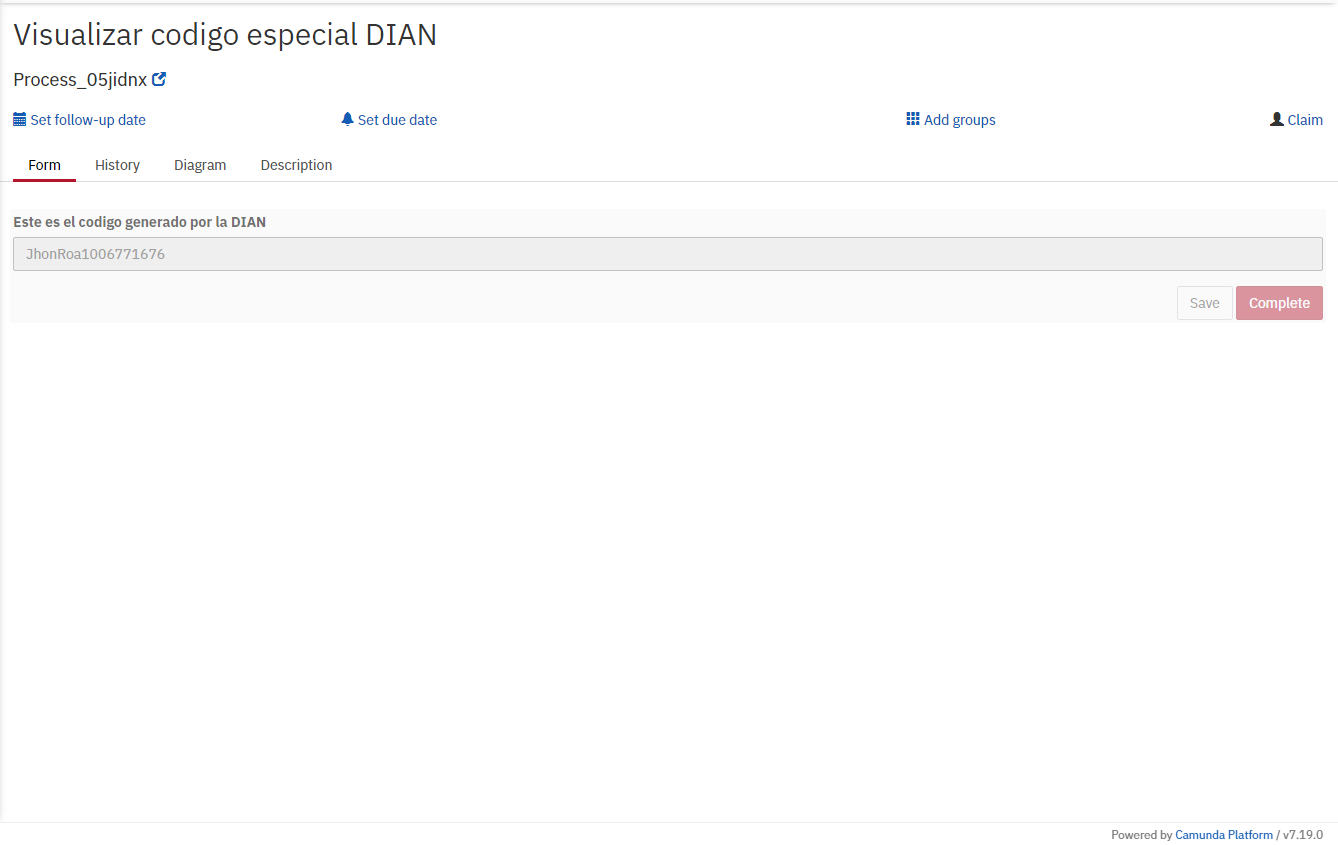 Visualizar codigo especial DIAN
Process_05jidnx
Set follow-up date Set due date Add groups Claim
Form History Diagram Description
Este es el codigo generado por la DIAN
JhonRoa1006771676
Save Complete
Powered by Camunda Platform / v7.19.0